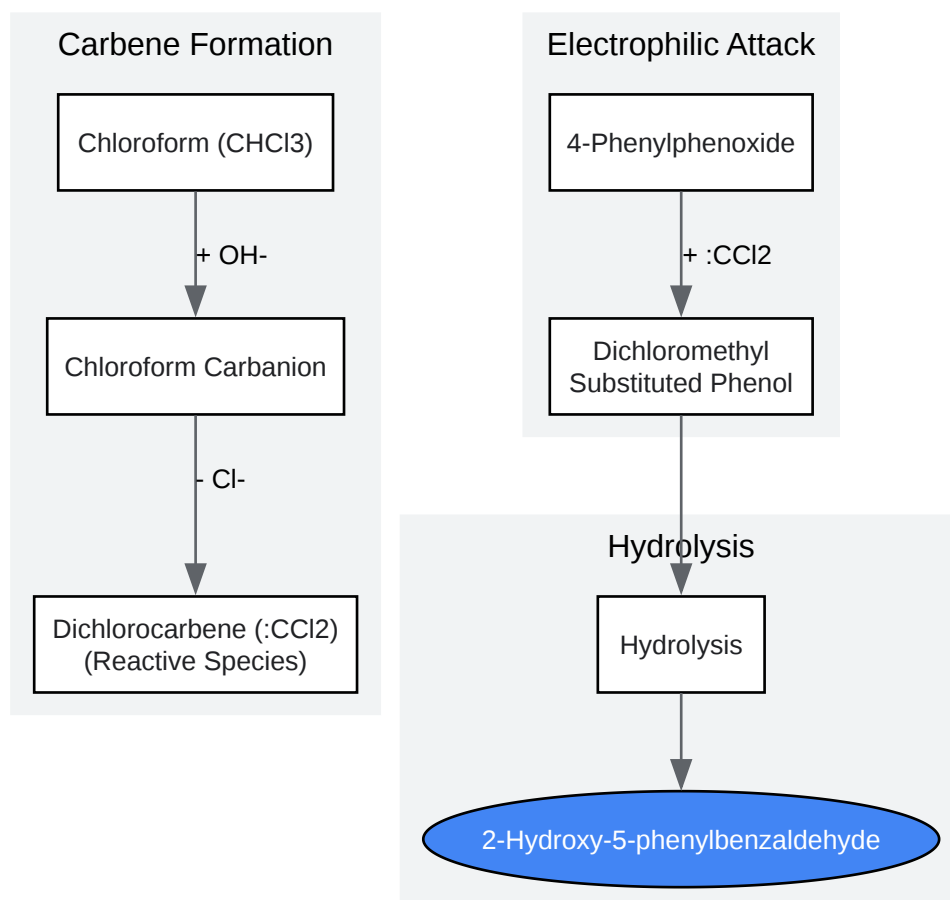 Carbene Formation
Chloroform (CHCl3)
+ OH-
Chloroform Carbanion
- Cl-
Dichlorocarbene (:CCl2)
(Reactive Species)
Electrophilic Attack
4-Phenylphenoxide
+ :CCl2
Dichloromethyl
Substituted Phenol
Hydrolysis
Hydrolysis
2-Hydroxy-5-phenylbenzaldehyde